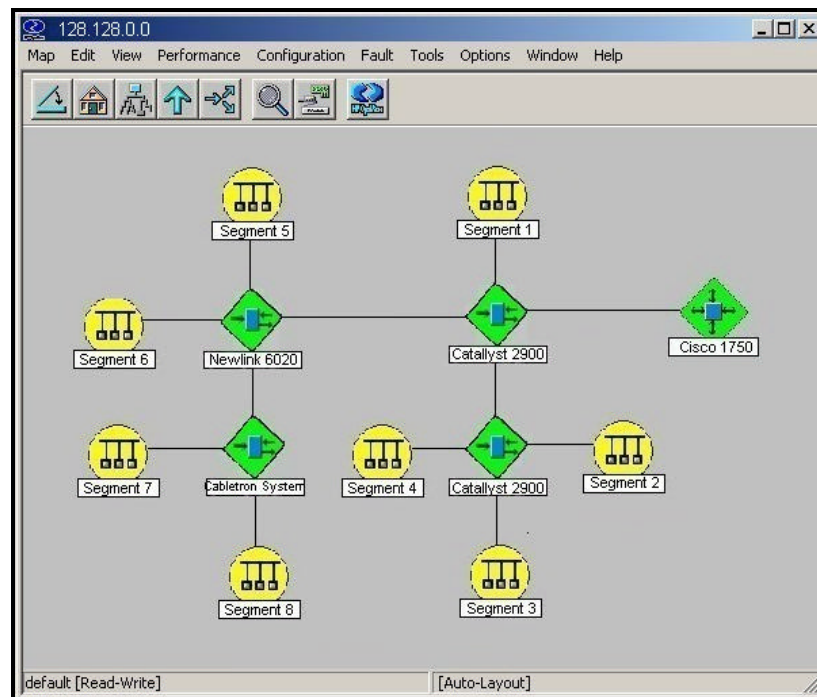 128.128.0.0
Map Edit View Performance Configuration Fault Tools Options Window Help
Segment 5
Segment 1
Segment 6
Newlink 6020
Catallyst 2900
Cisco 1750
Segment 7
Cabletron System
Segment 4
Catallyst 2900
Segment 2
Segment 8
Segment 3
default [Read-Write]
[Auto-Layout]